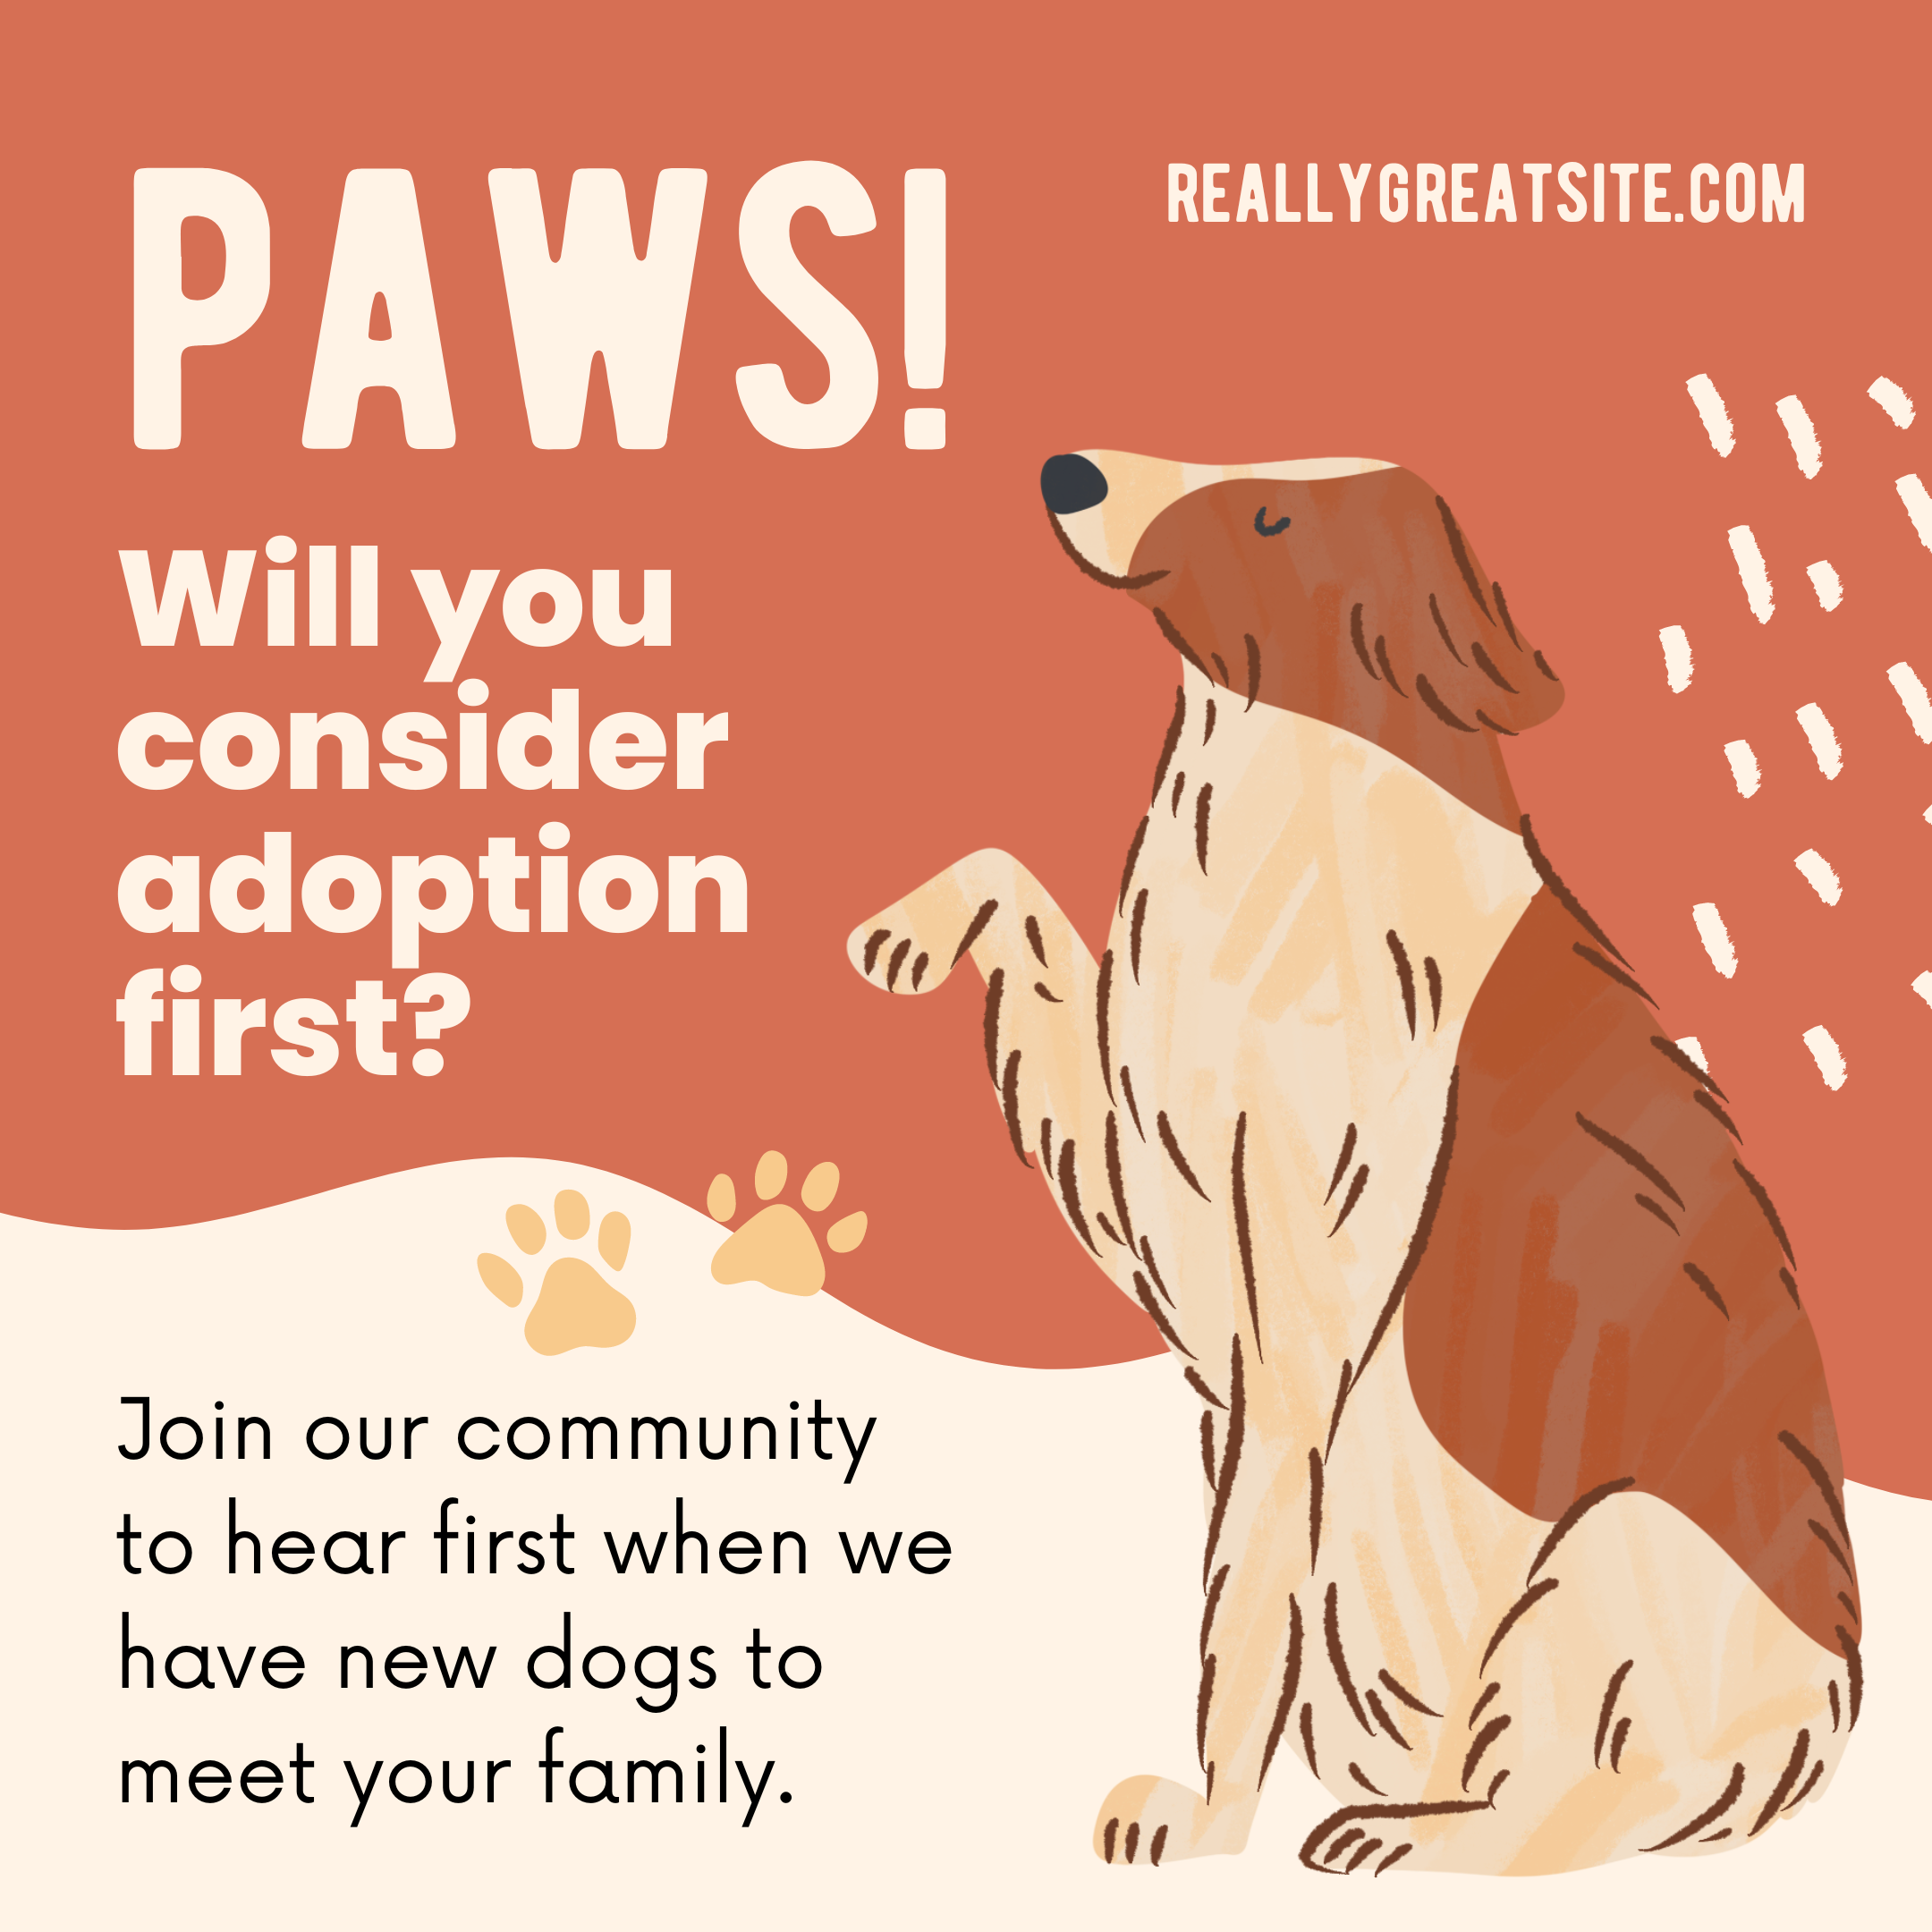 PAWS!
REALLYGREATSITE.COM
Will you
consider
adoption
first?
Join our community
to hear first when we
have new dogs to
meet your family.